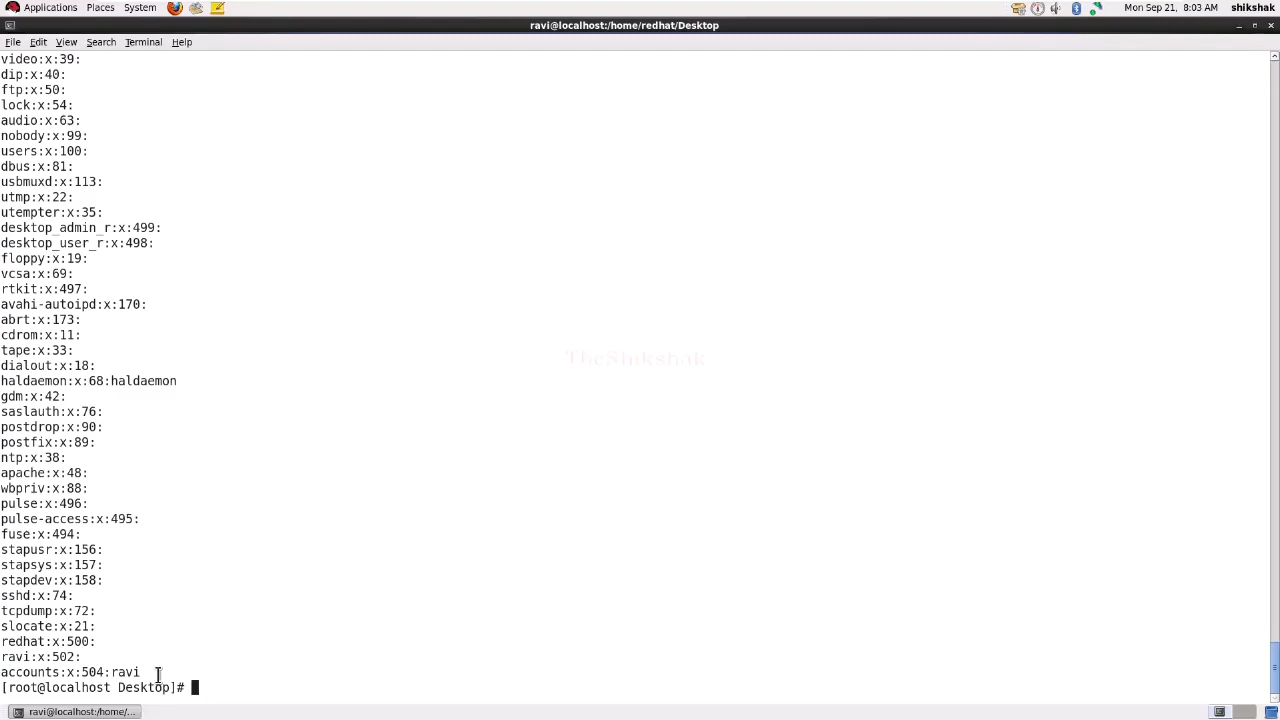 Applications Places System Mon Sep 21, 8:03 AM shikshak
ravi@localhost:/home/redhat/Desktop
File Edit View Search Terminal Help
video:x:39:
dip:x:40:
ftp:x:50:
lock:x:54:
audio:x:63:
nobody:x:99:
users:x:100:
dbus:x:81:
usbmuxd:x:113:
utmp:x:22:
utempter:x:35:
desktop_admin_r:x:499:
desktop_user_r:x:498:
floppy:x:19:
vcsa:x:69:
rtkit:x:497:
avahi-autoipd:x:170:
abrt:x:173:
cdrom:x:11:
tape:x:33:
TheShikshak
dialout:x:18:
haldaemon:x:68:haldaemon
gdm:x:42:
saslauth:x:76:
postdrop:x:90:
postfix:x:89:
ntp:x:38:
apache:x:48:
wbpriv:x:88:
pulse:x:496:
pulse-access:x:495:
fuse:x:494:
stapusr:x:156:
stapsys:x:157:
stapdev:x:158:
sshd:x:74:
tcpdump:x:72:
slocate:x:21:
redhat:x:500:
ravi:x:502:
accounts:x:504:ravi
[root@localhost Desktop]#
ravi@localhost:/home/...